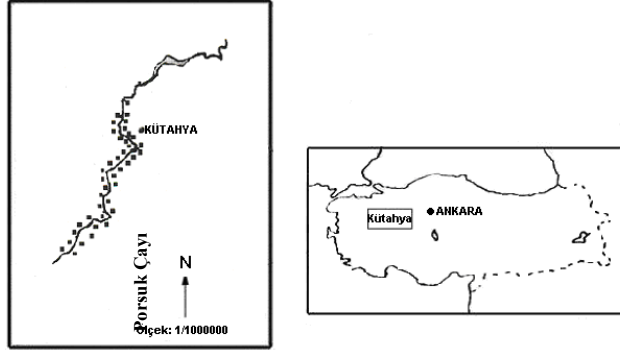 KÜTAHYA
Porsuk Çayı
N
Ölçek: 1/1000000
Kütahya
ANKARA